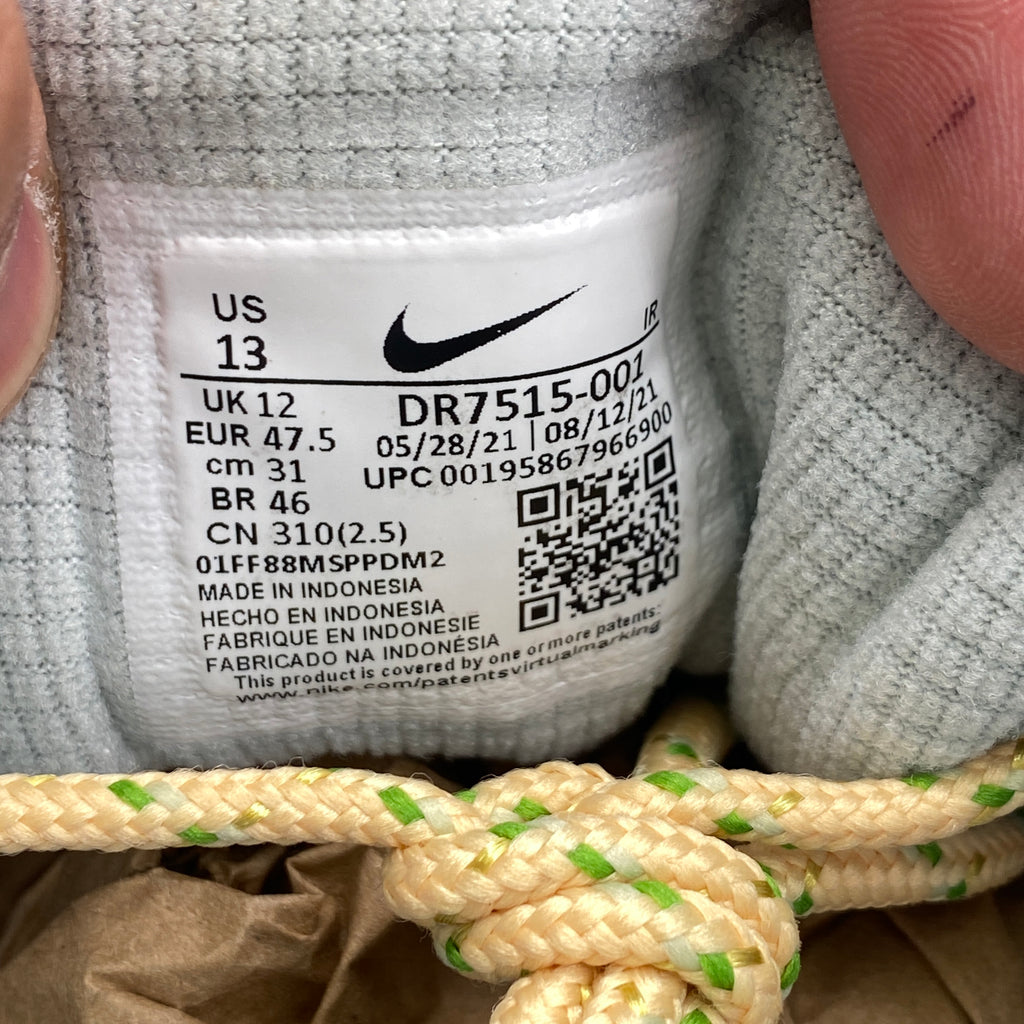 US
13
IR
UK 12
EUR 47.5
cm 31
BR 46
CN 310(2.5)
DR7515-001
05/28/21 | 08/12/21
UPC 00195867966900
01FF88MSPPDM2
MADE IN INDONESIA
HECHO EN INDONESIA
FABRIQUE EN INDONESIE
FABRICADO NA INDONÉSIA
This product is covered by one or more patents:
www.nike.com/patentsvirtualmarking